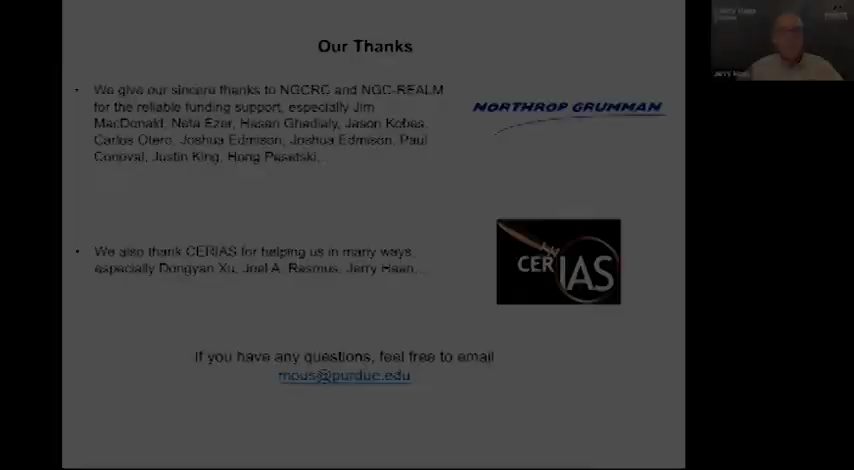 Our Thanks
• We give our sincere thanks to NGCRC and NGC-REALM
for the reliable funding support, especially Jim
MacDonald, Neta Ezer, Hasan Ghadialy, Jason Kobes,
Carlos Otero, Joshua Edmison, Joshua Edmison, Paul
Conoval, Justin King, Hong
NORTHROP GRUMMAN
• We also thank CERIAS for helping us in many ways,
especially Dongyan Xu, Joel A. Rasmus, Jerry
CERIAS
If you have any questions, feel free to email
mous@purdue.edu
Jerry